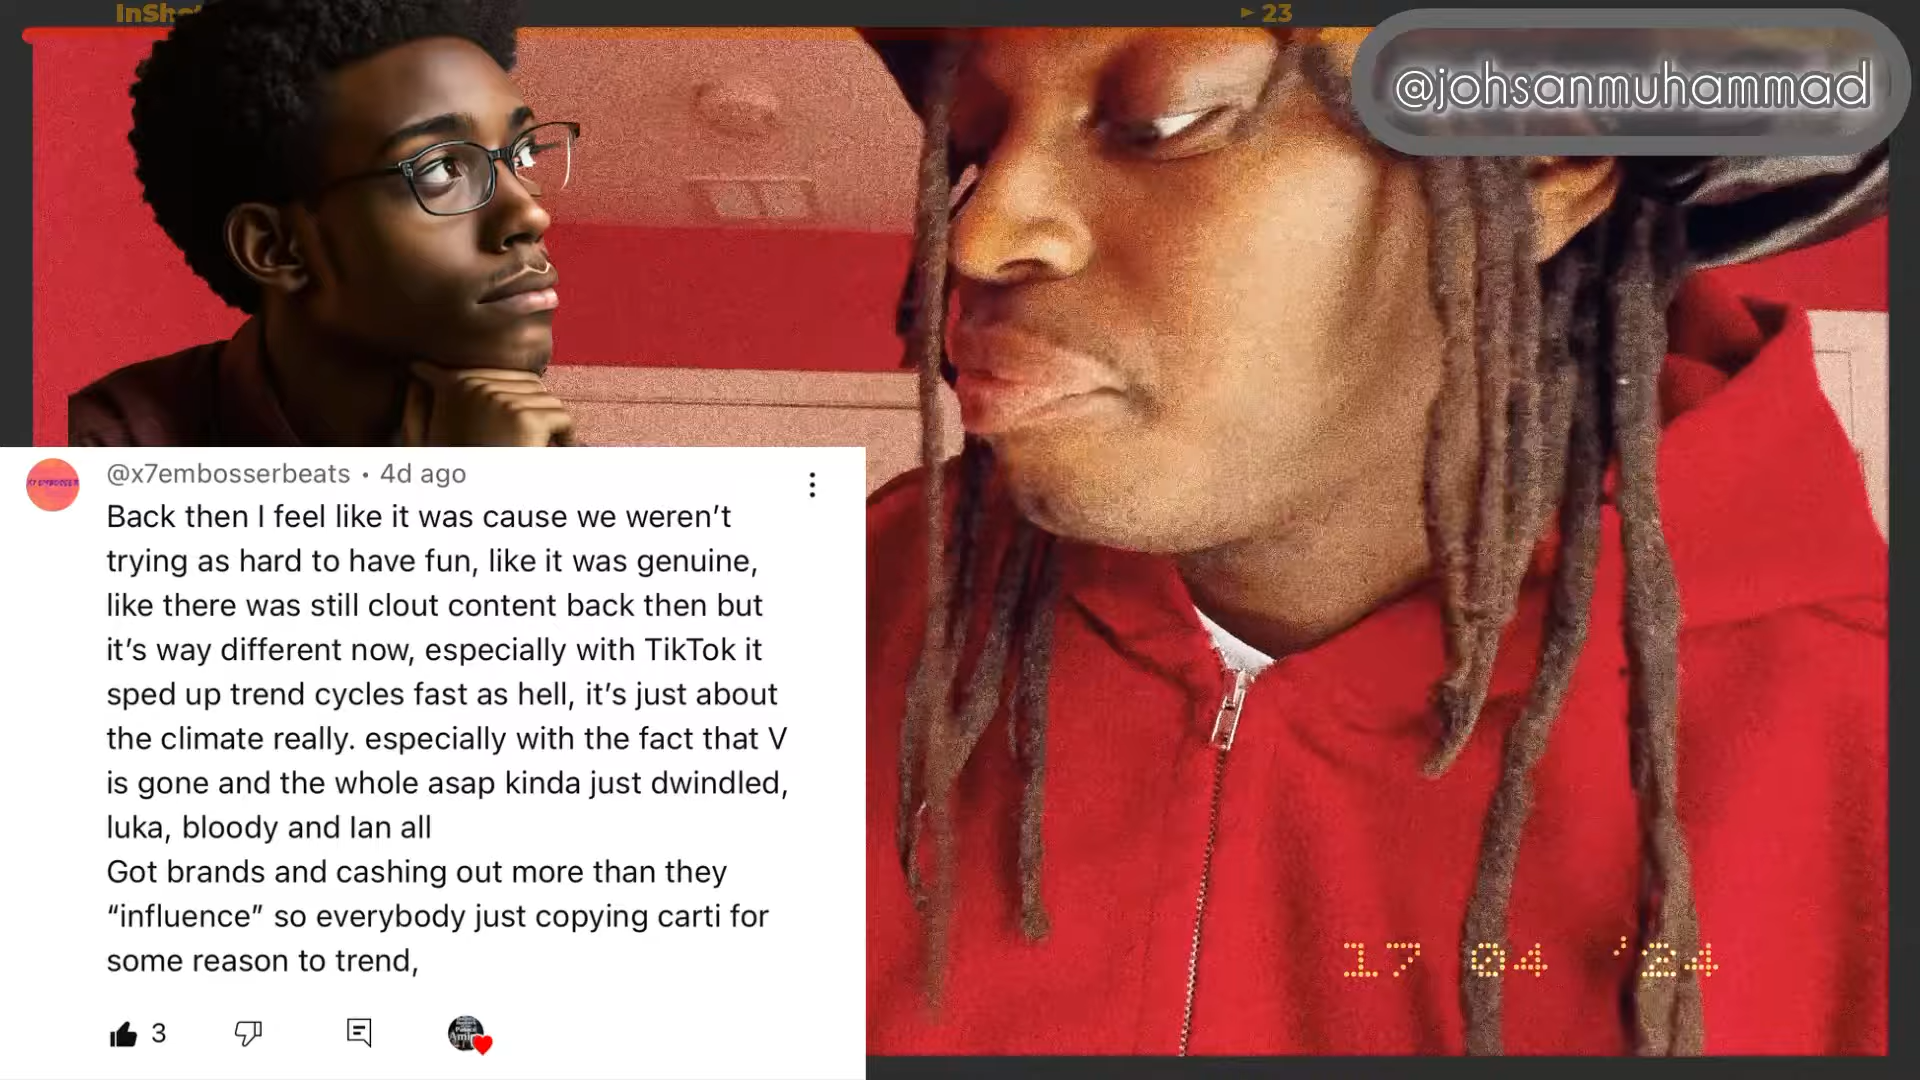 ► 23
@johsanmuhammad
@x7embosserbeats • 4d ago
Back then I feel like it was cause we weren’t
trying as hard to have fun, like it was genuine,
like there was still clout content back then but
it’s way different now, especially with TikTok it
sped up trend cycles fast as hell, it’s just about
the climate really. especially with the fact that V
is gone and the whole asap kinda just dwindled,
luka, bloody and Ian all
Got brands and cashing out more than they
“influence” so everybody just copying carti for
some reason to trend,
3
17 04 ’24